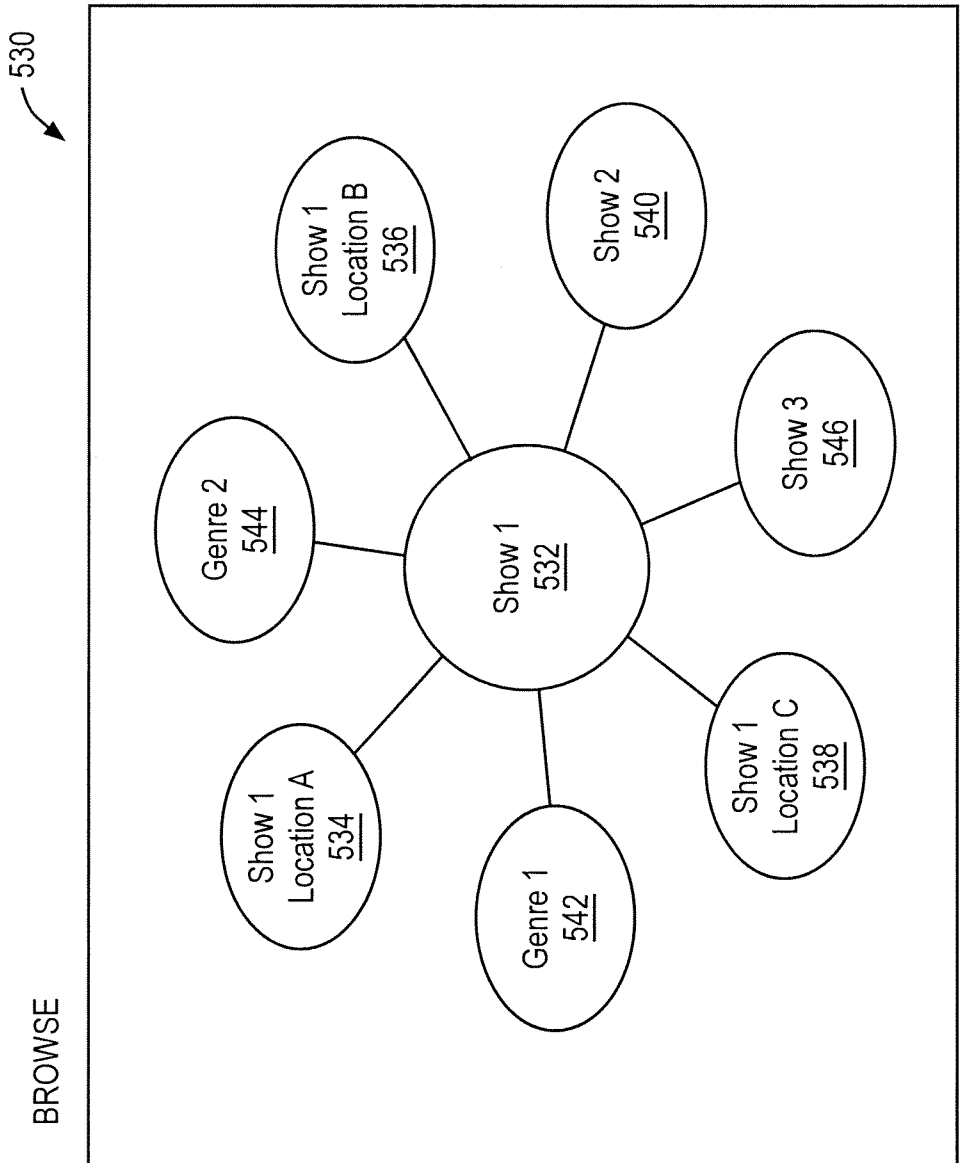 BROWSE
530
Genre 2
544
Show 1
Location A
534
Show 1
Location B
536
Show 1
532
Genre 1
542
Show 2
540
Show 1
Location C
538
Show 3
546